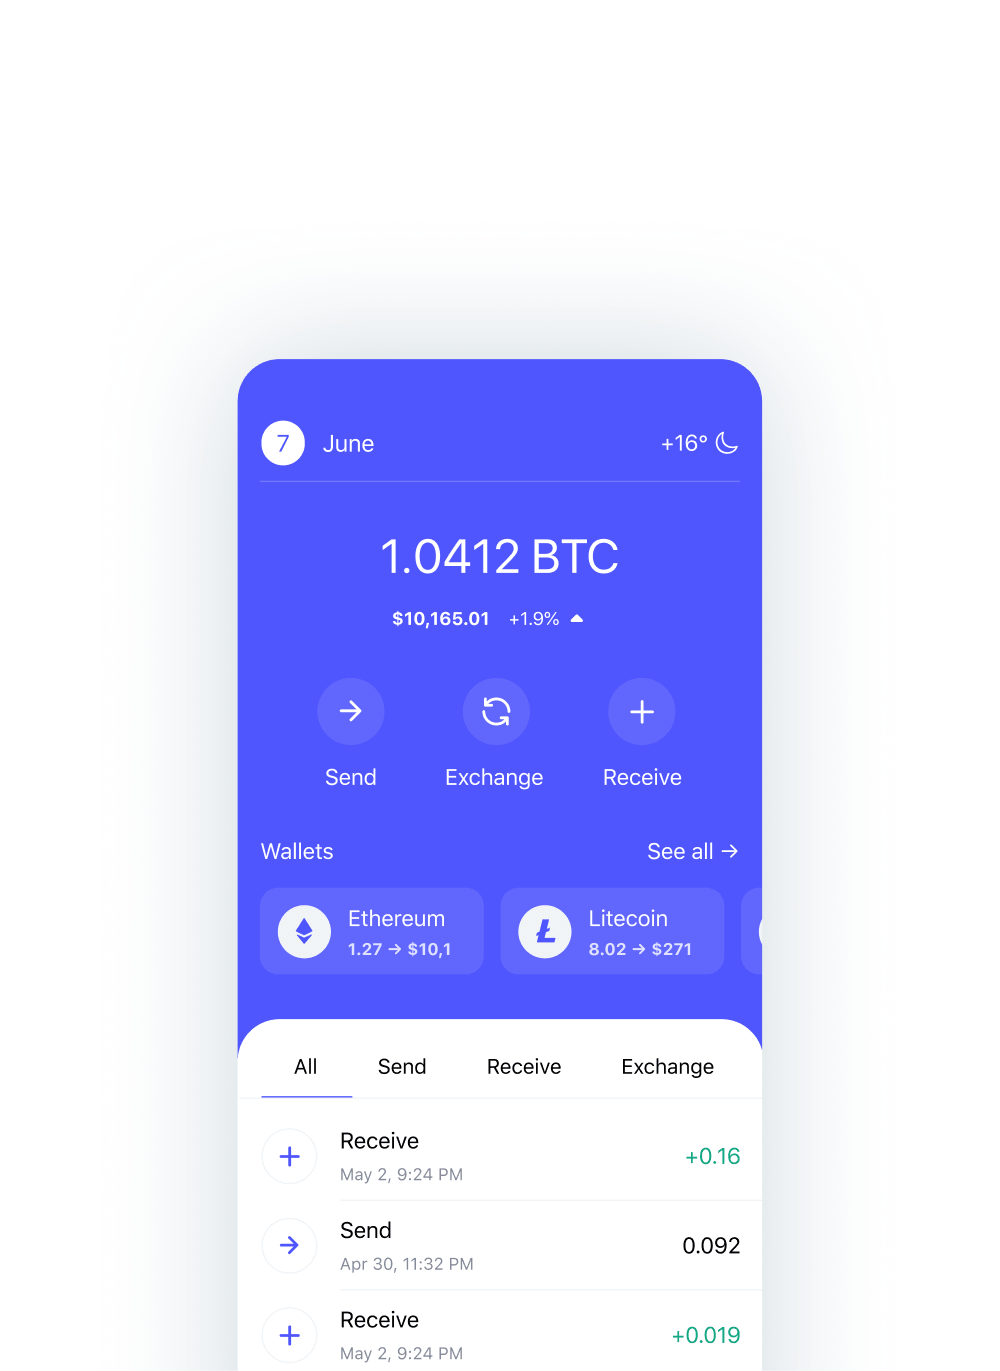 7 June +16°
1.0412 BTC
$10,165.01 +1.9%
Send Exchange Receive
Wallets See all →
Ethereum
1.27 → $10,1
Litecoin
8.02 → $271
All Send Receive Exchange
Receive
May 2, 9:24 PM
+0.16
Send
Apr 30, 11:32 PM
0.092
Receive
May 2, 9:24 PM
+0.019